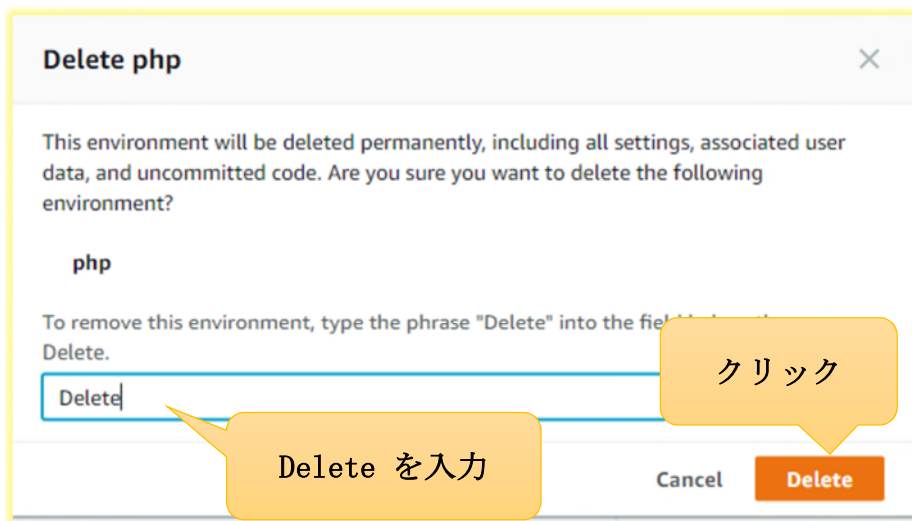 Delete php
This environment will be deleted permanently, including all settings, associated user
data, and uncommitted code. Are you sure you want to delete the following
environment?
php
To remove this environment, type the phrase "Delete" into the
Delete.
クリック
Delete
Delete を入力
Cancel
Delete